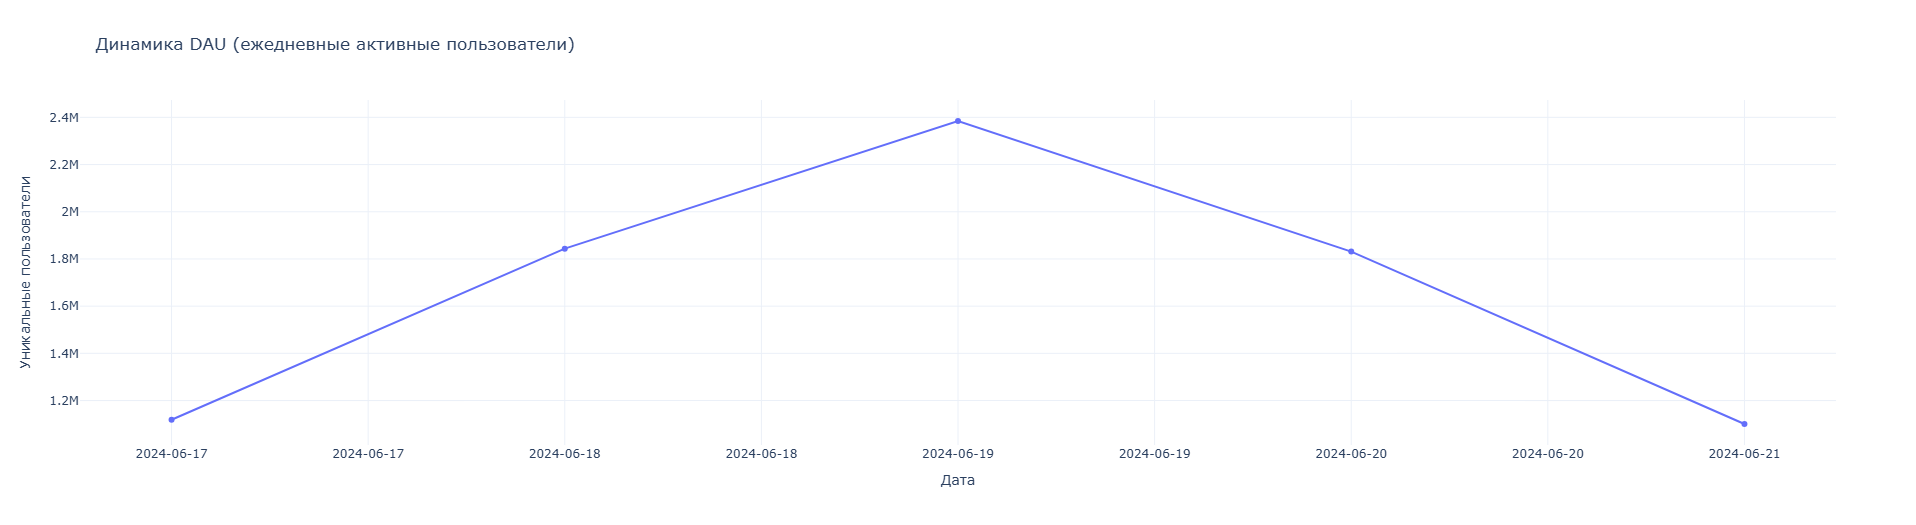 Динамика DAU (ежедневные активные пользователи)
Уникальные пользователи
2.4M
2.2M
2M
1.8M
1.6M
1.4M
1.2M
2024-06-17
2024-06-17
2024-06-18
2024-06-18
2024-06-19
2024-06-19
2024-06-20
2024-06-20
2024-06-21
Дата